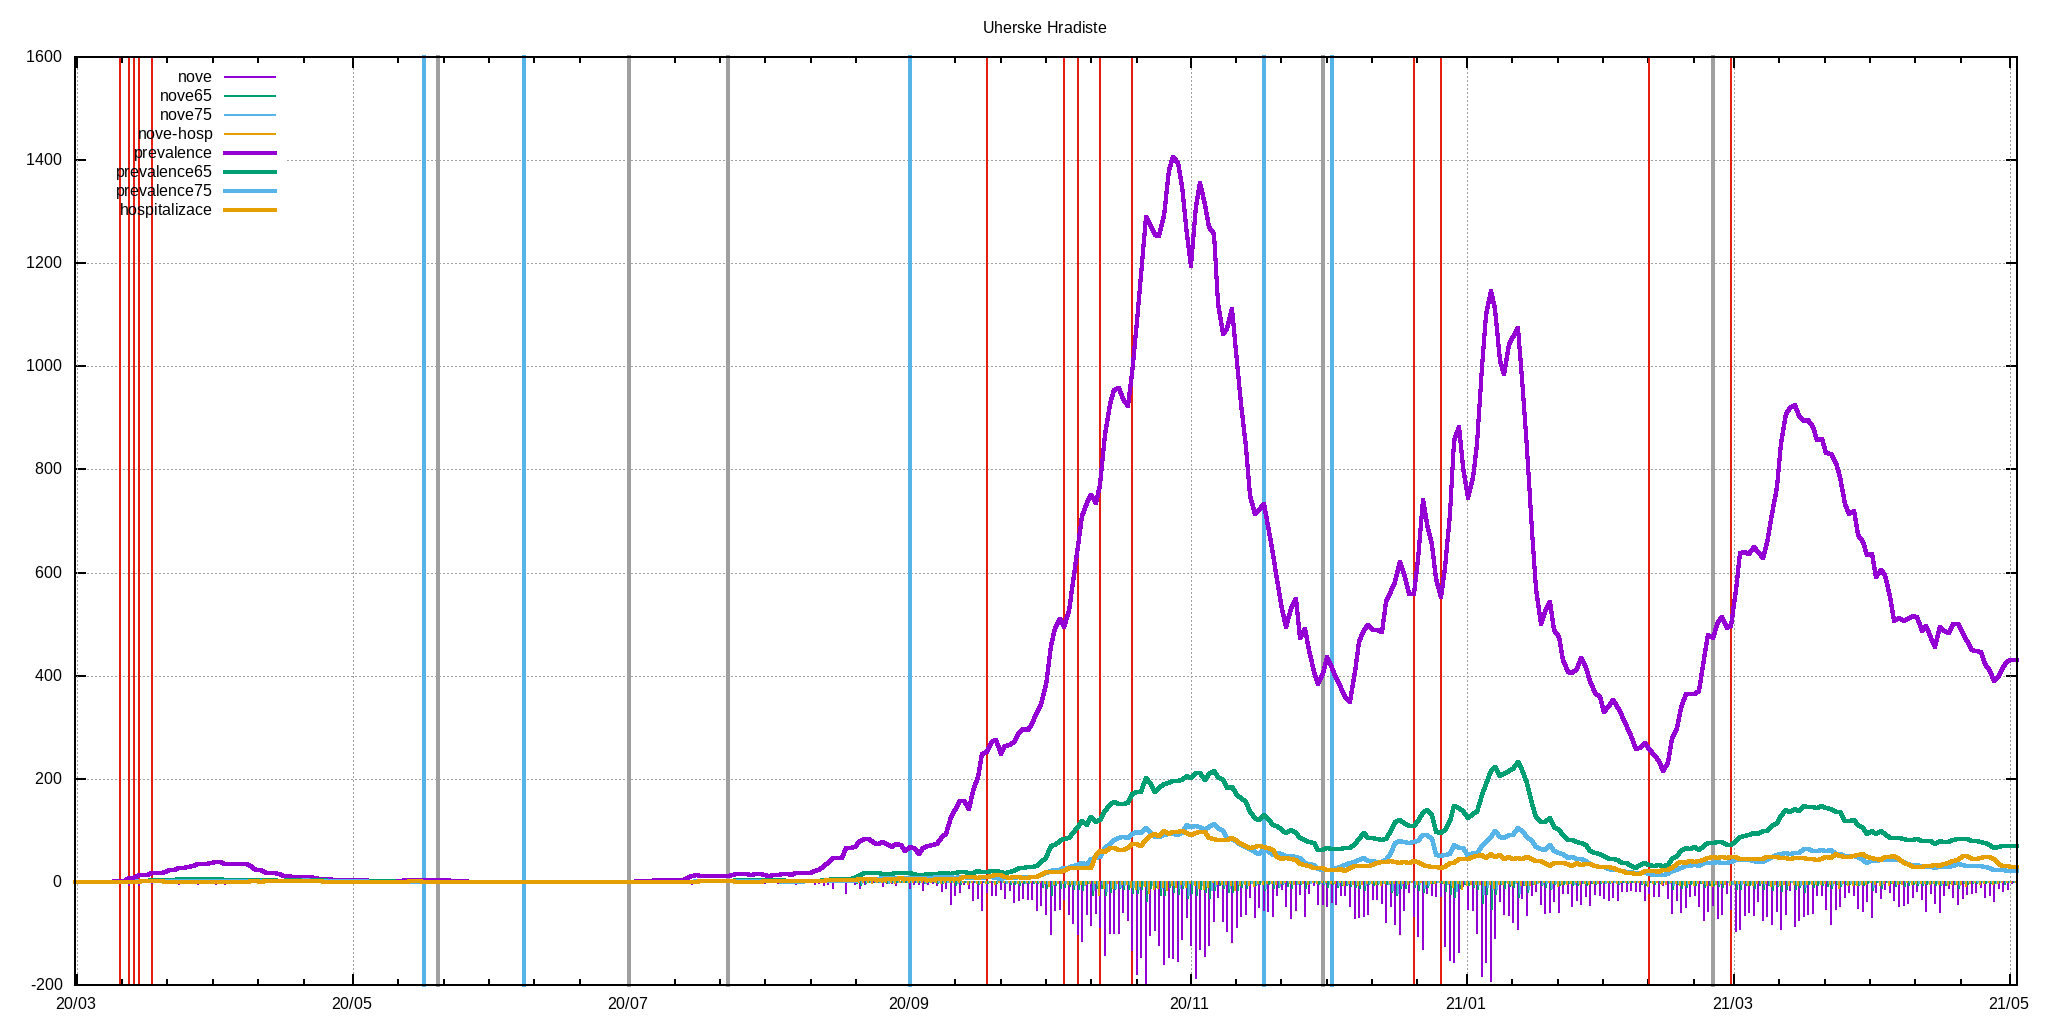 Uherske Hradiste
1600
1400
1200
1000
800
600
400
200
0
-200
nove
nove65
nove75
nove-hosp
prevalence
prevalence65
prevalence75
hospitalizace
20/03 20/05 20/07 20/09 20/11 21/01 21/03 21/05